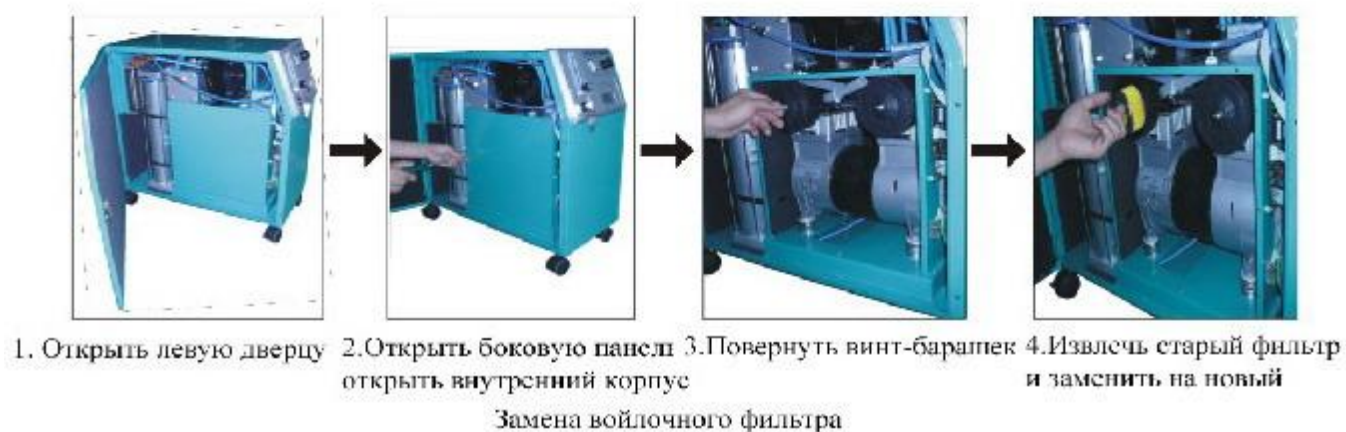 1. Открыть левую дверцу
2.Открыть боковую панель
открыть внутренний корпус
3.Повернуть винт-барашек
4.Извлечь старый фильтр
и заменить на новый
Замена войлочного фильтра